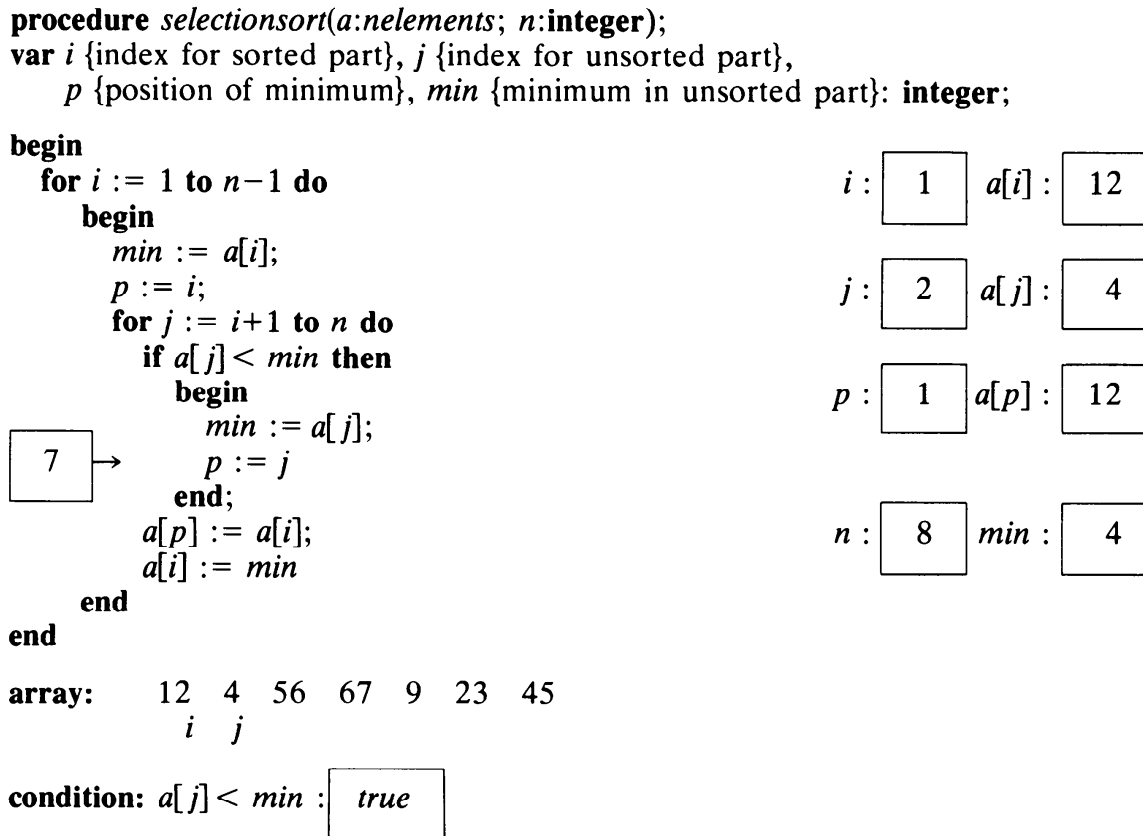 procedure selectionsort(a:nelements; n:integer);
var i {index for sorted part}, j {index for unsorted part},
p {position of minimum}, min {minimum in unsorted part}: integer;
begin
for i := 1 to n−1 do
begin
min := a[i];
p := i;
for j := i+1 to n do
if a[j] < min then
begin
min := a[j];
7 → p := j
end;
a[p] := a[i];
a[i] := min
end
end
i : 1 a[i] : 12
j : 2 a[j] : 4
p : 1 a[p] : 12
n : 8 min : 4
array: 12 4 56 67 9 23 45
i j
condition: a[j] < min : true